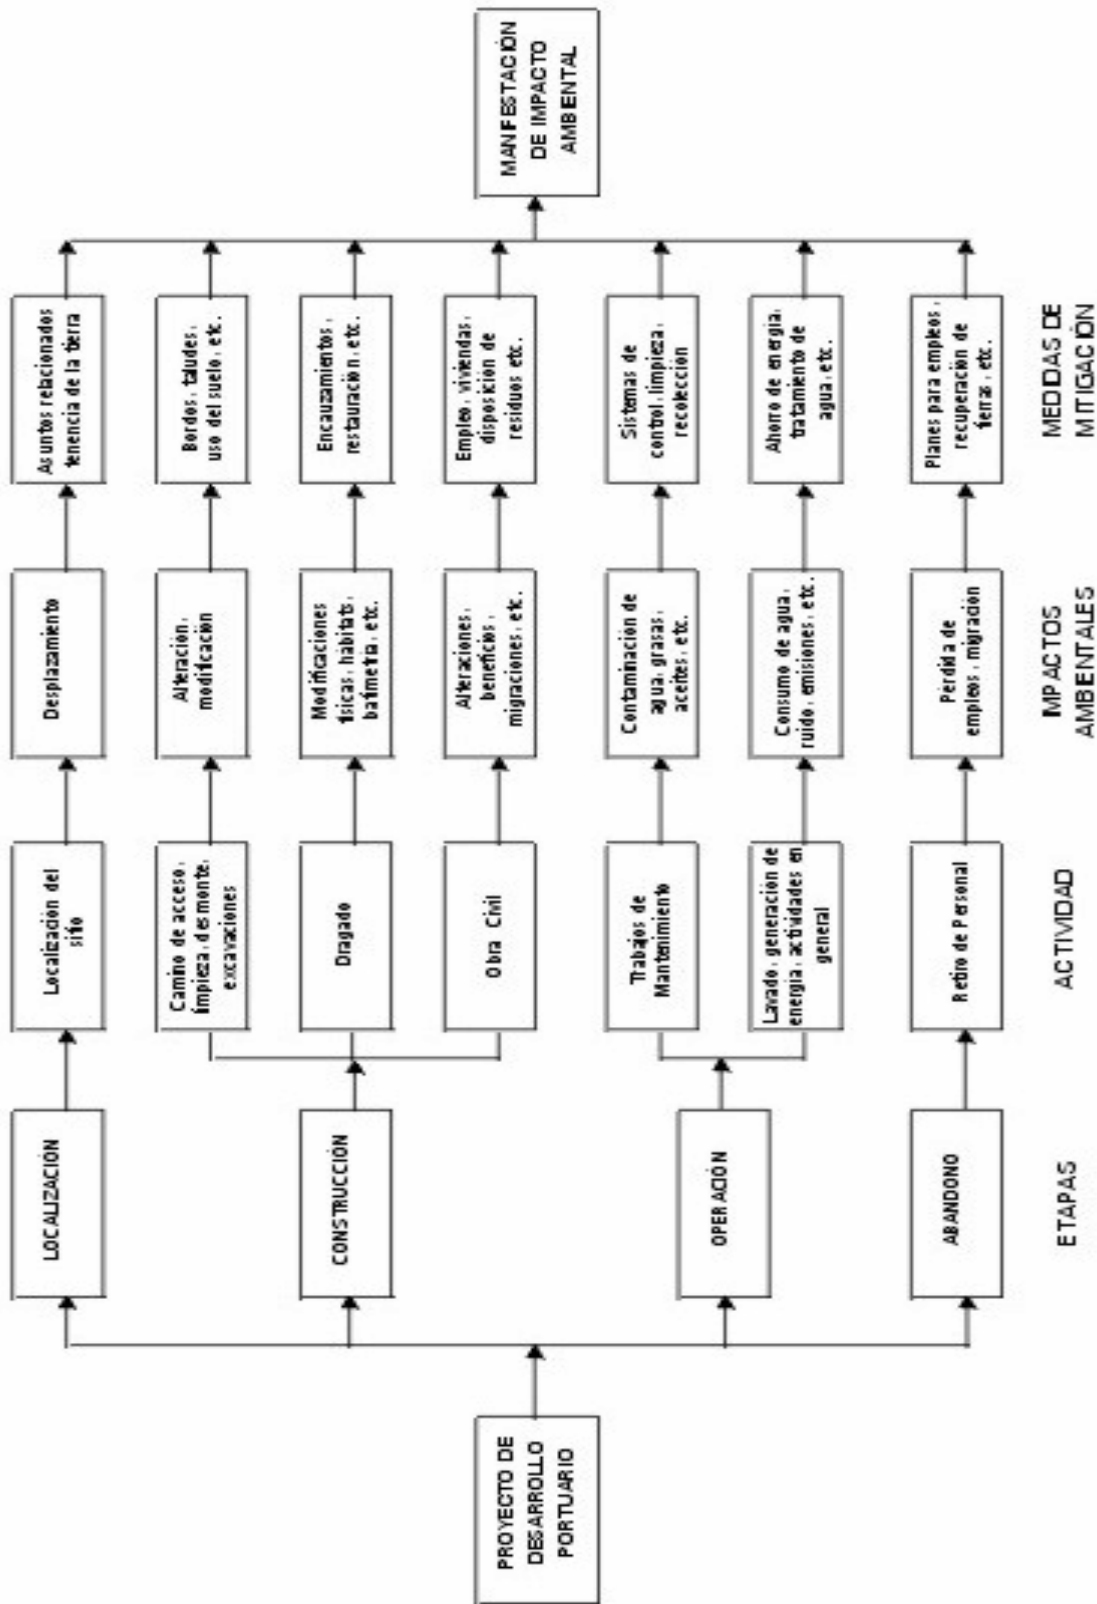 PROYECTO DE
DESARROLLO
PORTUARIO
LOCALIZACIÓN
CONSTRUCCIÓN
OPERACIÓN
ABANDONO
ETAPAS
Localización del
sitio
Camino de acceso,
limpieza, desmonte,
excavaciones
Dragado
Obra Civil
Trabajos de
Mantenimiento
Lavado, generación de
energía, actividades en
general
Retiro de Personal
ACTIVIDAD
Desplazamiento
Alteración,
modificación
Modificaciones
físicas, hábitats,
batimetría, etc.
Alteraciones,
beneficios,
migraciones, etc.
Contaminación de
agua, grasas,
aceites, etc.
Consumo de agua,
ruido, emisiones, etc.
Pérdida de
empleos, migración
IMPACTOS
AMBIENTALES
Asuntos relacionados
tenencia de la tierra
Bordos, taludes,
uso del suelo, etc.
Encauzamientos,
restauración, etc.
Empleo, viviendas,
disposición de
residuos etc.
Sistemas de
control, limpieza,
recolección
Ahorro de energía,
tratamiento de
agua, etc.
Planes para empleos,
recuperación de
tierras, etc.
MEDIDAS DE
MITIGACIÓN
MANIFESTACIÓN
DE IMPACTO
AMBIENTAL